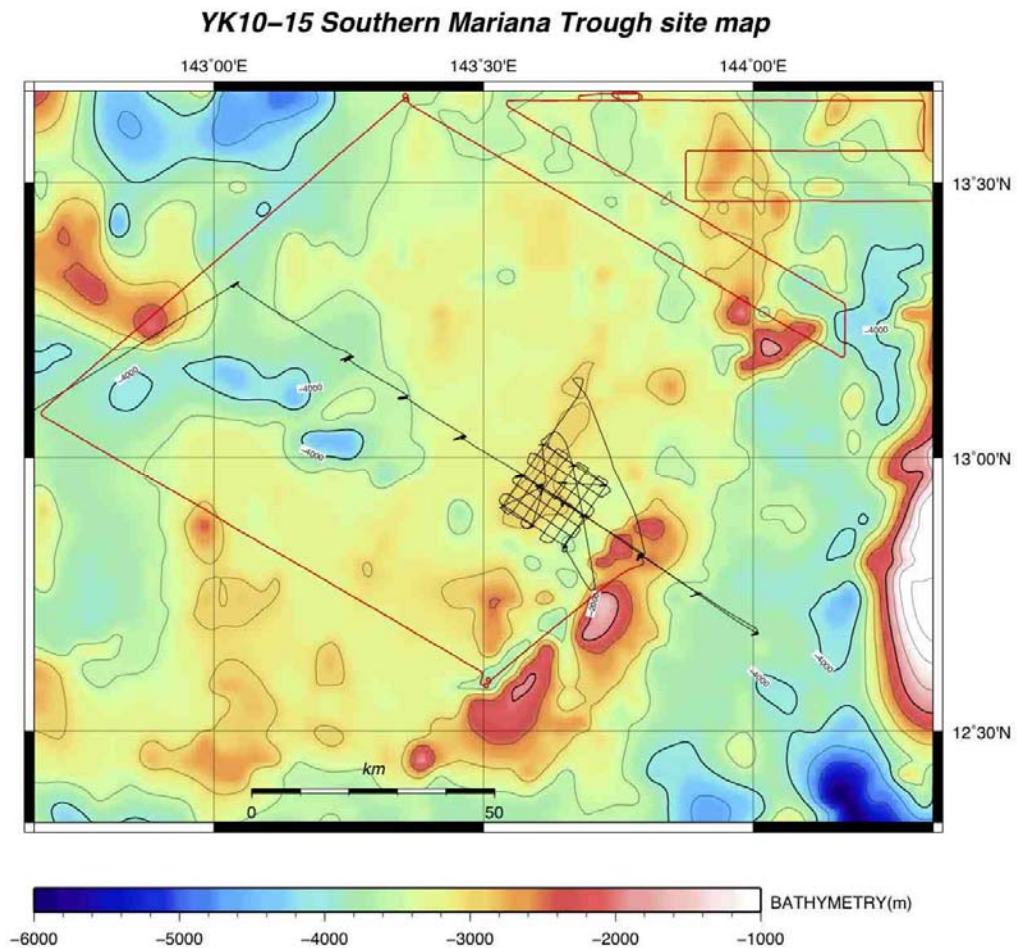 YK10−15 Southern Mariana Trough site map
143˚00'E 143˚30'E 144˚00'E
13˚30'N
−4000
−4000
−4000
−4000
13˚00'N
−2000
−4000
−4000
12˚30'N
km
0 50
BATHYMETRY(m)
−6000 −5000 −4000 −3000 −2000 −1000